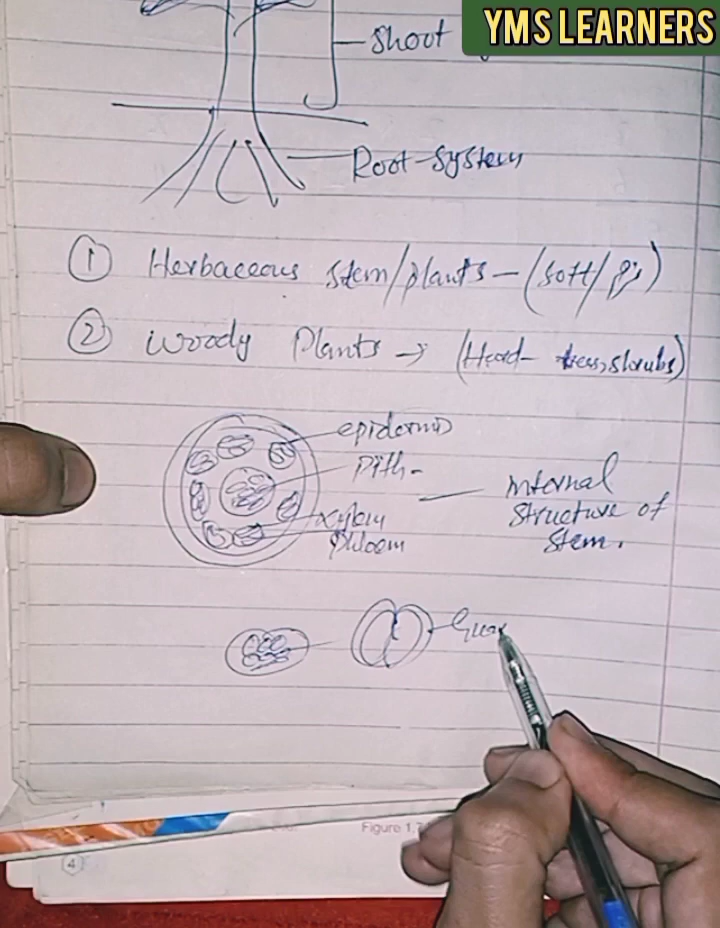 YMS LEARNERS
Shoot
Root-system
① Herbaceous stem/plants - (soft/
② Woody Plants → (Hard- trees, shrubs)
epidermis
Pith -
xylem
phloem
internal
structure of
stem.
Guar
Figure 1.
4